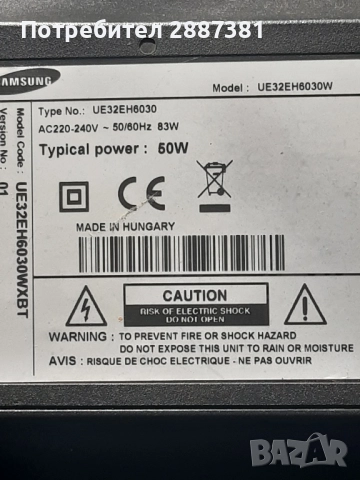 Потребител 2887381
SAMSUNG
Model : UE32EH6030W
Type No.: UE32EH6030
AC220-240V ~ 50/60Hz 83W
Typical power : 50W
CE
MADE IN HUNGARY
Model Code : UE32EH6030WXBT
Version No : 01
CAUTION
RISK OF ELECTRIC SHOCK
DO NOT OPEN
WARNING : TO PREVENT FIRE OR SHOCK HAZARD
DO NOT EXPOSE THIS UNIT TO RAIN OR MOISTURE
AVIS : RISQUE DE CHOC ELECTRIQUE - NE PAS OUVRIR
BAZAR